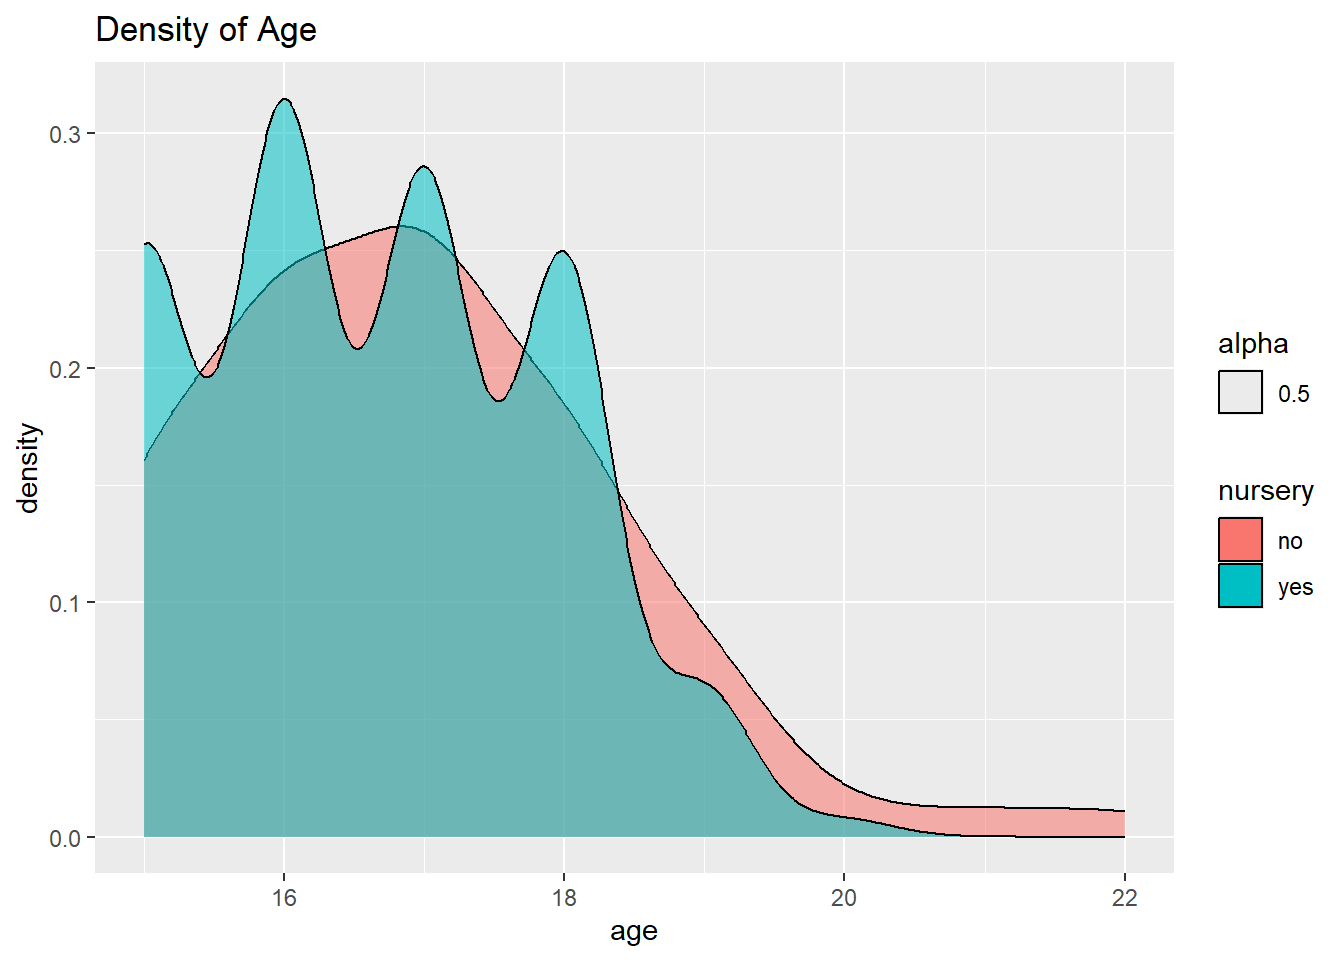 Density of Age
density
0.3
0.2
0.1
0.0
16
18
20
22
age
alpha
0.5
nursery
no
yes